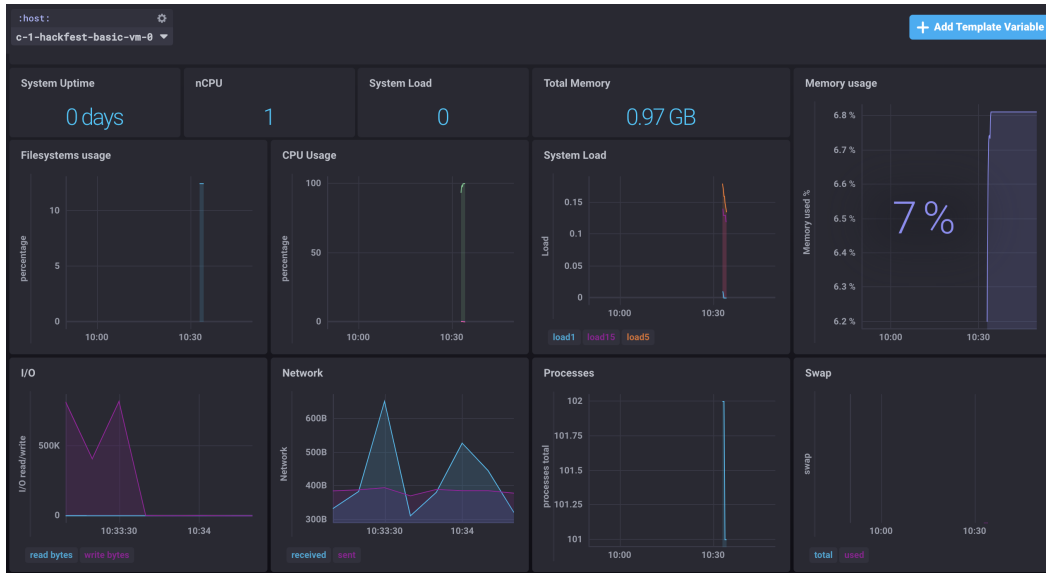 :host:
c-1-hackfest-basic-vm-0
+ Add Template Variable
System Uptime
0 days
nCPU
1
System Load
0
Total Memory
0.97 GB
Memory usage
Memory used %
6.8 %
6.7 %
6.6 %
6.5 %
6.4 %
6.3 %
6.2 %
7 %
10:00 10:30
Filesystems usage
percentage
10
5
0
10:00 10:30
CPU Usage
percentage
100
50
0
10:00 10:30
System Load
Load
0.15
0.1
0.05
0
10:00 10:30
load1 load15 load5
I/O
I/O read/write
500K
0
10:33:30 10:34
read bytes write bytes
Network
Network
600B
500B
400B
300B
10:33:30 10:34
received sent
Processes
processes total
102
101.75
101.5
101.25
101
10:00 10:30
Swap
swap
10:00 10:30
total used